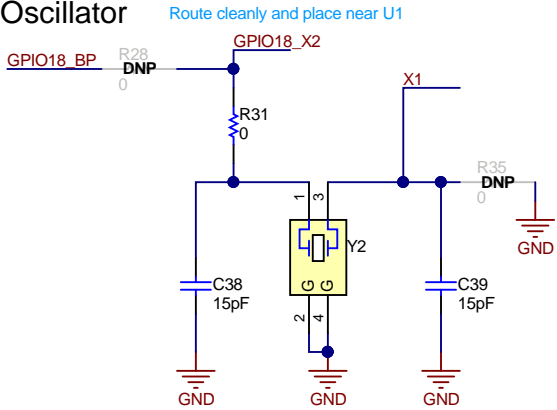 Oscillator
Route cleanly and place near U1
GPIO18_BP
R28
DNP
0
GPIO18_X2
R31
0
X1
R35
DNP
0
GND
1
3
Y2
G
G
2
4
C38
15pF
C39
15pF
GND
GND
GND